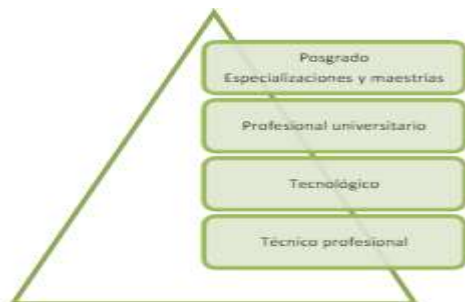 Posgrado
Especializaciones y maestrías
Profesional universitario
Tecnológico
Técnico profesional